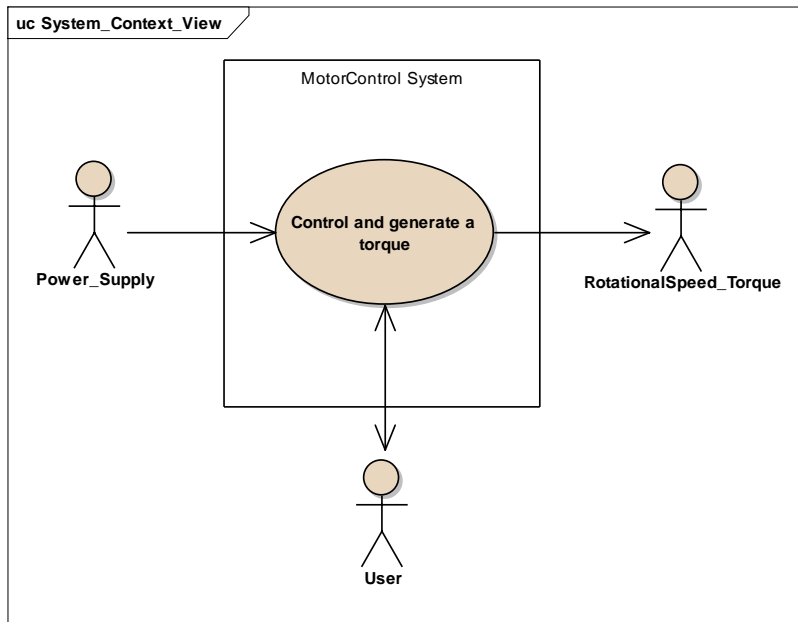 uc System_Context_View
MotorControl System
Control and generate a
torque
Power_Supply
RotationalSpeed_Torque
User